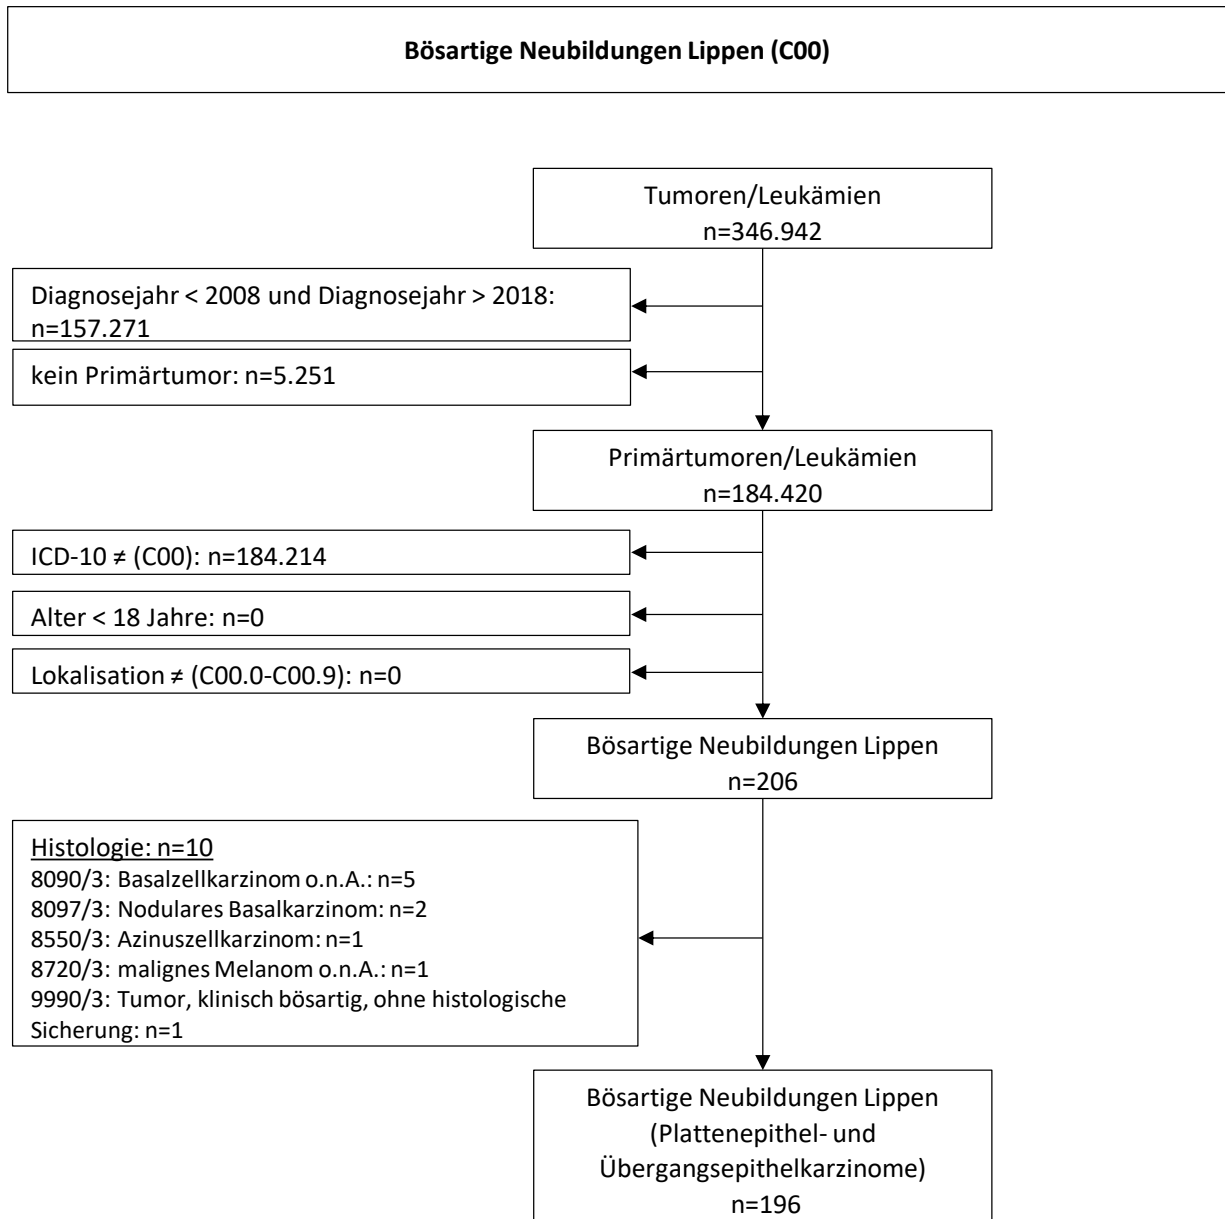 Bösartige Neubildungen Lippen (C00)
Tumoren/Leukämien
n=346.942
Diagnosejahr < 2008 und Diagnosejahr > 2018:
n=157.271
kein Primärtumor: n=5.251
Primärtumoren/Leukämien
n=184.420
ICD-10 ≠ (C00): n=184.214
Alter < 18 Jahre: n=0
Lokalisation ≠ (C00.0-C00.9): n=0
Bösartige Neubildungen Lippen
n=206
Histologie: n=10
8090/3: Basalzellkarzinom o.n.A.: n=5
8097/3: Nodulares Basalkarzinom: n=2
8550/3: Azinuszellkarzinom: n=1
8720/3: malignes Melanom o.n.A.: n=1
9990/3: Tumor, klinisch bösartig, ohne histologische
Sicherung: n=1
Bösartige Neubildungen Lippen
(Plattenepithel- und
Übergangsepithelkarzinome)
n=196